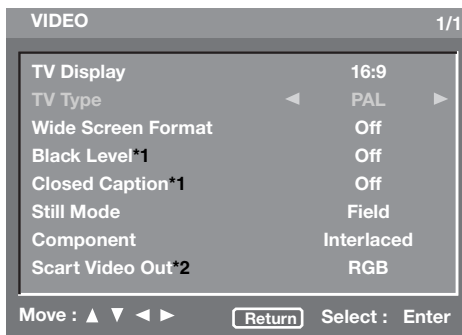 VIDEO 1/1
TV Display 16:9
TV Type ◄ PAL ►
Wide Screen Format Off
Black Level*1 Off
Closed Caption*1 Off
Still Mode Field
Component Interlaced
Scart Video Out*2 RGB
Move : ▲ ▼ ◄ ► Return Select : Enter